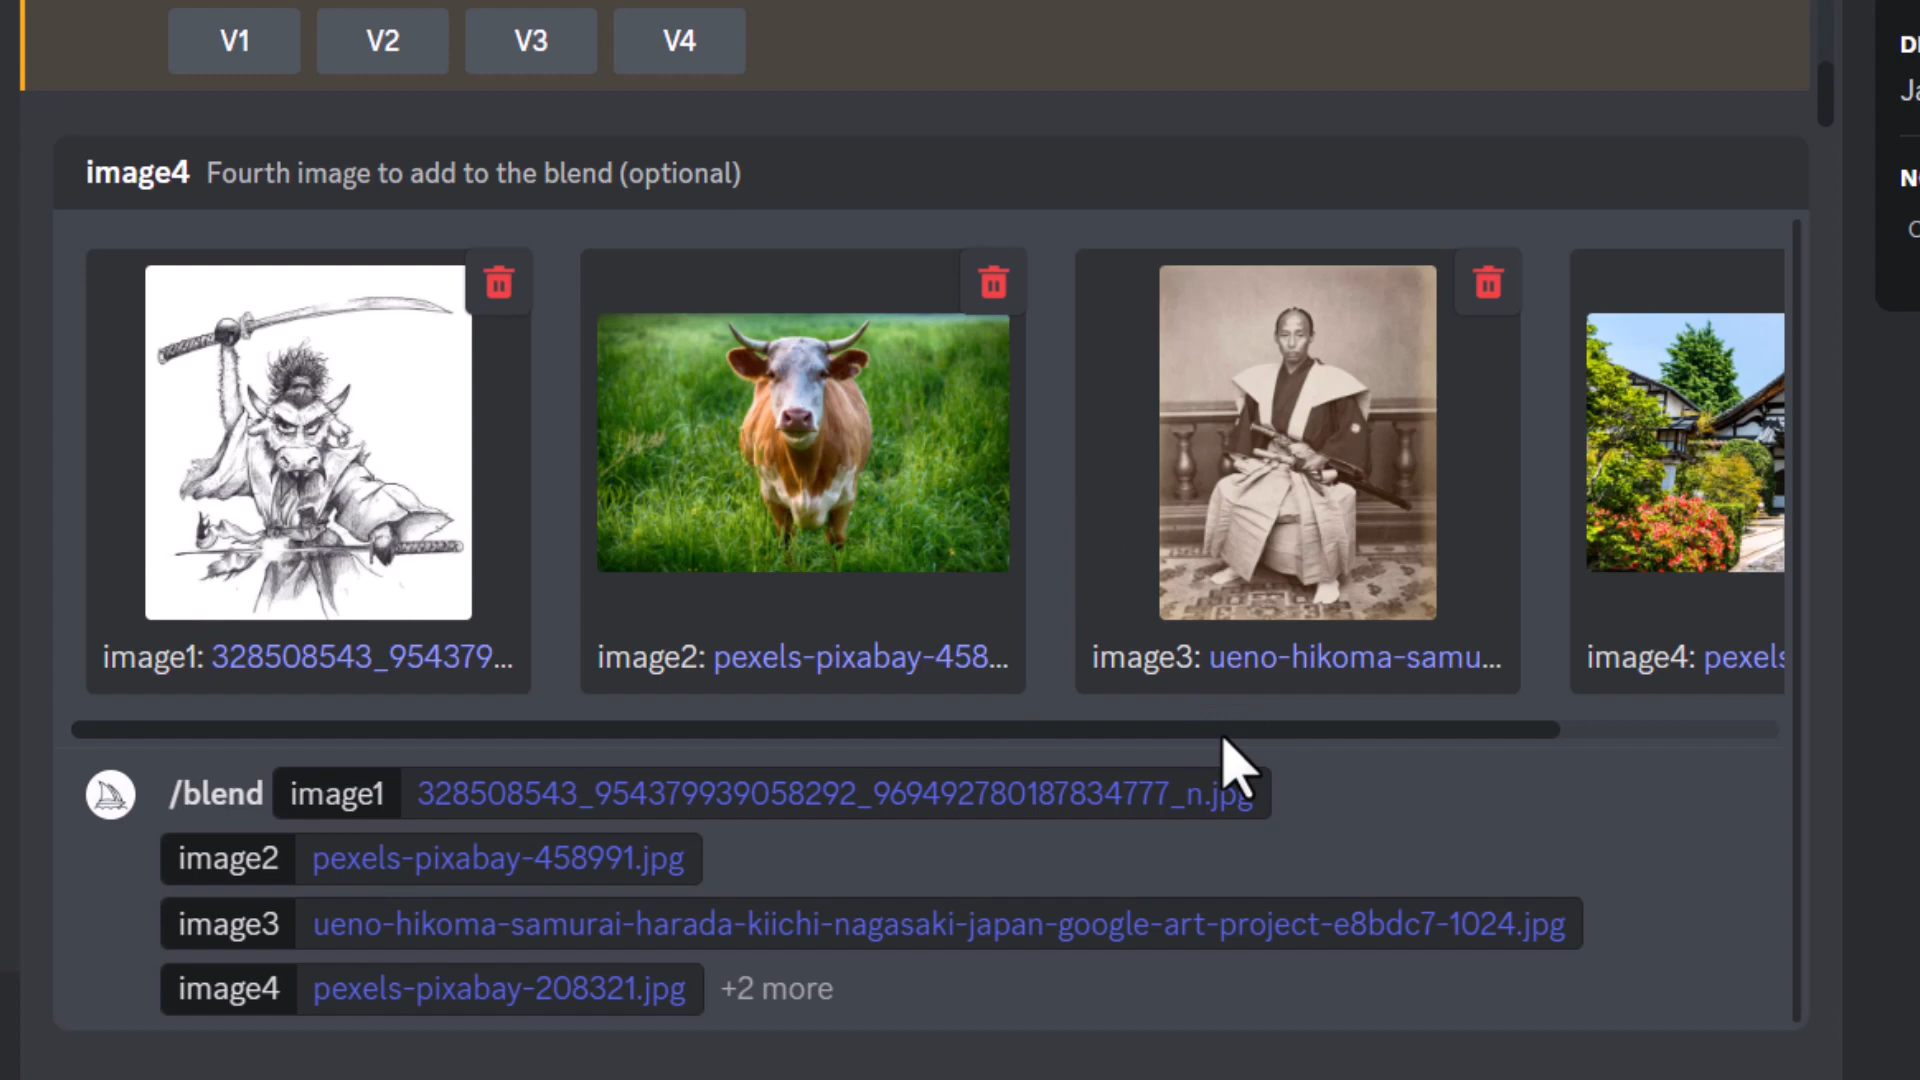 V1 V2 V3 V4
image4 Fourth image to add to the blend (optional)
image1: 328508543_954379... image2: pexels-pixabay-458... image3: ueno-hikoma-samu... image4: pexels
/blend image1 328508543_954379939058292_969492780187834777_n.jpg
image2 pexels-pixabay-458991.jpg
image3 ueno-hikoma-samurai-harada-kiichi-nagasaki-japan-google-art-project-e8bdc7-1024.jpg
image4 pexels-pixabay-208321.jpg +2 more
Ja